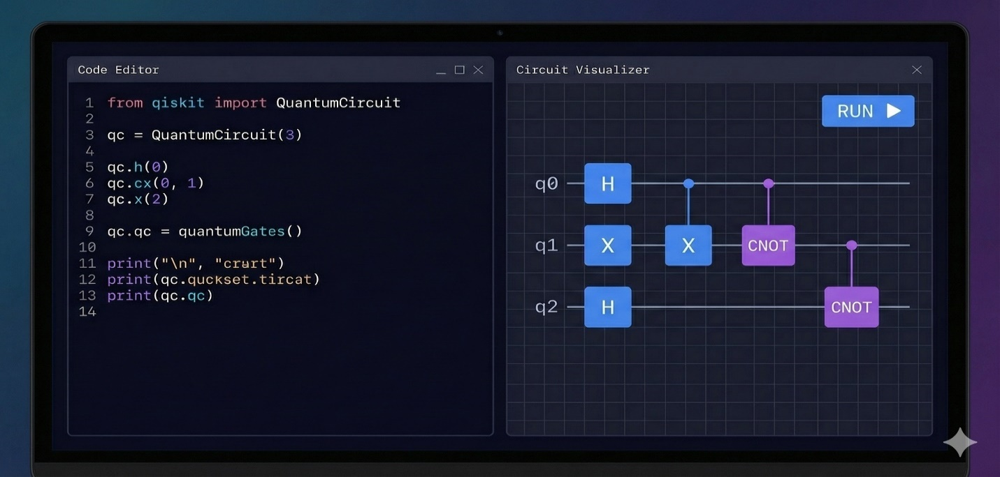 Code Editor
1 from qiskit import QuantumCircuit
2
3 qc = QuantumCircuit(3)
4
5 qc.h(0)
6 qc.cx(0, 1)
7 qc.x(2)
8
9 qc.qc = quantumGates()
10
11 print("\n", ")
12 print(qc.quckset.tircat)
13 print(qc.qc)
14
Circuit Visualizer
RUN
q0 H
q1 X X CNOT
q2 H CNOT